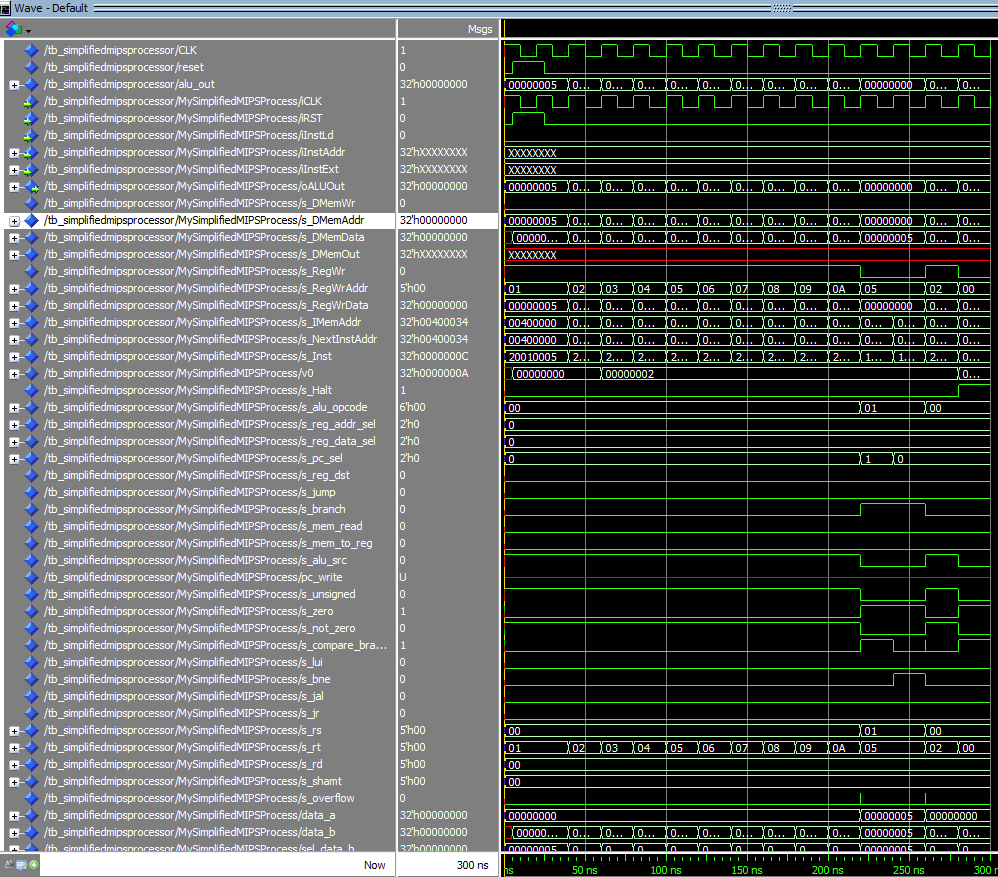 Wave - Default
Msgs
/tb_simplifiedmipsprocessor/CLK 1
/tb_simplifiedmipsprocessor/reset 0
/tb_simplifiedmipsprocessor/alu_out 32'h00000000 00000005 0... 0... 0... 0... 0... 0... 0... 0... 0... 00000000 0... 0...
/tb_simplifiedmipsprocessor/MySimplifiedMIPSProcess/iCLK 1
/tb_simplifiedmipsprocessor/MySimplifiedMIPSProcess/iRST 0
/tb_simplifiedmipsprocessor/MySimplifiedMIPSProcess/iInstLd 0
/tb_simplifiedmipsprocessor/MySimplifiedMIPSProcess/iInstAddr 32'hXXXXXXXX XXXXXXXX
/tb_simplifiedmipsprocessor/MySimplifiedMIPSProcess/iInstExt 32'hXXXXXXXX XXXXXXXX
/tb_simplifiedmipsprocessor/MySimplifiedMIPSProcess/oALUOut 32'h00000000 00000005 0... 0... 0... 0... 0... 0... 0... 0... 0... 00000000 0... 0...
/tb_simplifiedmipsprocessor/MySimplifiedMIPSProcess/s_DMemWr 0
/tb_simplifiedmipsprocessor/MySimplifiedMIPSProcess/s_DMemAddr 32'h00000000 00000005 0... 0... 0... 0... 0... 0... 0... 0... 0... 00000000 0... 0...
/tb_simplifiedmipsprocessor/MySimplifiedMIPSProcess/s_DMemData 32'h00000000 00000... 0... 0... 0... 0... 0... 0... 0... 0... 0... 00000005 0... 0...
/tb_simplifiedmipsprocessor/MySimplifiedMIPSProcess/s_DMemOut 32'hXXXXXXXX XXXXXXXX
/tb_simplifiedmipsprocessor/MySimplifiedMIPSProcess/s_RegWr 0
/tb_simplifiedmipsprocessor/MySimplifiedMIPSProcess/s_RegWrAddr 5'h00 01 02 03 04 05 06 07 08 09 0A 05 02 00
/tb_simplifiedmipsprocessor/MySimplifiedMIPSProcess/s_RegWrData 32'h00000000 00000005 0... 0... 0... 0... 0... 0... 0... 0... 0... 00000000 0... 0...
/tb_simplifiedmipsprocessor/MySimplifiedMIPSProcess/s_IMemAddr 32'h00400034 00400000 0... 0... 0... 0... 0... 0... 0... 0... 0... 0... 0... 0... 0...
/tb_simplifiedmipsprocessor/MySimplifiedMIPSProcess/s_NextInstAddr 32'h00400034 00400000 0... 0... 0... 0... 0... 0... 0... 0... 0... 0... 0... 0... 0...
/tb_simplifiedmipsprocessor/MySimplifiedMIPSProcess/s_Inst 32'h0000000C 20010005 2... 2... 2... 2... 2... 2... 2... 2... 2... 1... 1... 2... 0...
/tb_simplifiedmipsprocessor/MySimplifiedMIPSProcess/v0 32'h0000000A 00000000 00000002 0...
/tb_simplifiedmipsprocessor/MySimplifiedMIPSProcess/s_Halt 1
/tb_simplifiedmipsprocessor/MySimplifiedMIPSProcess/s_alu_opcode 6'h00 00 01 00
/tb_simplifiedmipsprocessor/MySimplifiedMIPSProcess/s_reg_addr_sel 2'h0 0
/tb_simplifiedmipsprocessor/MySimplifiedMIPSProcess/s_reg_data_sel 2'h0 0
/tb_simplifiedmipsprocessor/MySimplifiedMIPSProcess/s_pc_sel 2'h0 0 1 0
/tb_simplifiedmipsprocessor/MySimplifiedMIPSProcess/s_reg_dst 0
/tb_simplifiedmipsprocessor/MySimplifiedMIPSProcess/s_jump 0
/tb_simplifiedmipsprocessor/MySimplifiedMIPSProcess/s_branch 0
/tb_simplifiedmipsprocessor/MySimplifiedMIPSProcess/s_mem_read 0
/tb_simplifiedmipsprocessor/MySimplifiedMIPSProcess/s_mem_to_reg 0
/tb_simplifiedmipsprocessor/MySimplifiedMIPSProcess/s_alu_src 0
/tb_simplifiedmipsprocessor/MySimplifiedMIPSProcess/pc_write U
/tb_simplifiedmipsprocessor/MySimplifiedMIPSProcess/s_unsigned 0
/tb_simplifiedmipsprocessor/MySimplifiedMIPSProcess/s_zero 1
/tb_simplifiedmipsprocessor/MySimplifiedMIPSProcess/s_not_zero 0
/tb_simplifiedmipsprocessor/MySimplifiedMIPSProcess/s_compare_bra... 1
/tb_simplifiedmipsprocessor/MySimplifiedMIPSProcess/s_lui 0
/tb_simplifiedmipsprocessor/MySimplifiedMIPSProcess/s_bne 0
/tb_simplifiedmipsprocessor/MySimplifiedMIPSProcess/s_jal 0
/tb_simplifiedmipsprocessor/MySimplifiedMIPSProcess/s_jr 0
/tb_simplifiedmipsprocessor/MySimplifiedMIPSProcess/s_rs 5'h00 00 01 00
/tb_simplifiedmipsprocessor/MySimplifiedMIPSProcess/s_rt 5'h00 01 02 03 04 05 06 07 08 09 0A 05 02 00
/tb_simplifiedmipsprocessor/MySimplifiedMIPSProcess/s_rd 5'h00 00
/tb_simplifiedmipsprocessor/MySimplifiedMIPSProcess/s_shamt 5'h00 00
/tb_simplifiedmipsprocessor/MySimplifiedMIPSProcess/s_overflow 0
/tb_simplifiedmipsprocessor/MySimplifiedMIPSProcess/data_a 32'h00000000 00000000 00000005 00000000
/tb_simplifiedmipsprocessor/MySimplifiedMIPSProcess/data_b 32'h00000000 00000... 0... 0... 0... 0... 0... 0... 0... 0... 0... 00000005 0... 0...
/tb_simplifiedmipsprocessor/MySimplifiedMIPSProcess/sel_data_b 32'h00000000 00000005 0... 0... 0... 0... 0... 0... 0... 0... 0... 00000005 0... 0...
Now 300 ns ns 50 ns 100 ns 150 ns 200 ns 250 ns 300 n